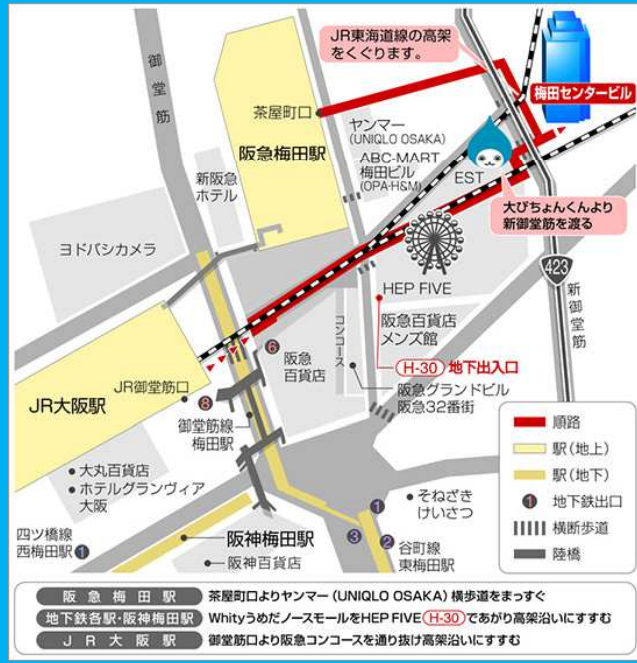 JR東海道線の高架
をくぐります。
御堂筋
梅田センタービル
茶屋町口
ヤンマー
(UNIQLO OSAKA)
阪急梅田駅
ABC-MART
梅田ビル
(OPA・H&M)
EST
新阪急
ホテル
大びちょんくんより
新御堂筋を渡る
ヨドバシカメラ
423
新御堂筋
HEP FIVE
コンコース
阪急百貨店
メンズ館
6
阪急
百貨店
H-30 地下出入口
JR御堂筋口
阪急グランドビル
阪急32番街
JR大阪駅
8
御堂筋線
梅田駅
順路
駅(地上)
駅(地下)
1 地下鉄出口
横断歩道
陸橋
大丸百貨店
ホテルグランヴィア
大阪
そねざき
けいさつ
1
2
3
四ツ橋線
西梅田駅 1
阪神梅田駅
阪神百貨店
谷町線
東梅田駅
阪急梅田駅 茶屋町口よりヤンマー (UNIQLO OSAKA) 横歩道をまっすぐ
地下鉄各駅・阪神梅田駅 WhityうめだノースモールをHEP FIVE H-30 であがり高架沿いにすすむ
JR大阪駅 御堂筋口より阪急コンコースを通り抜け高架沿いにすすむ